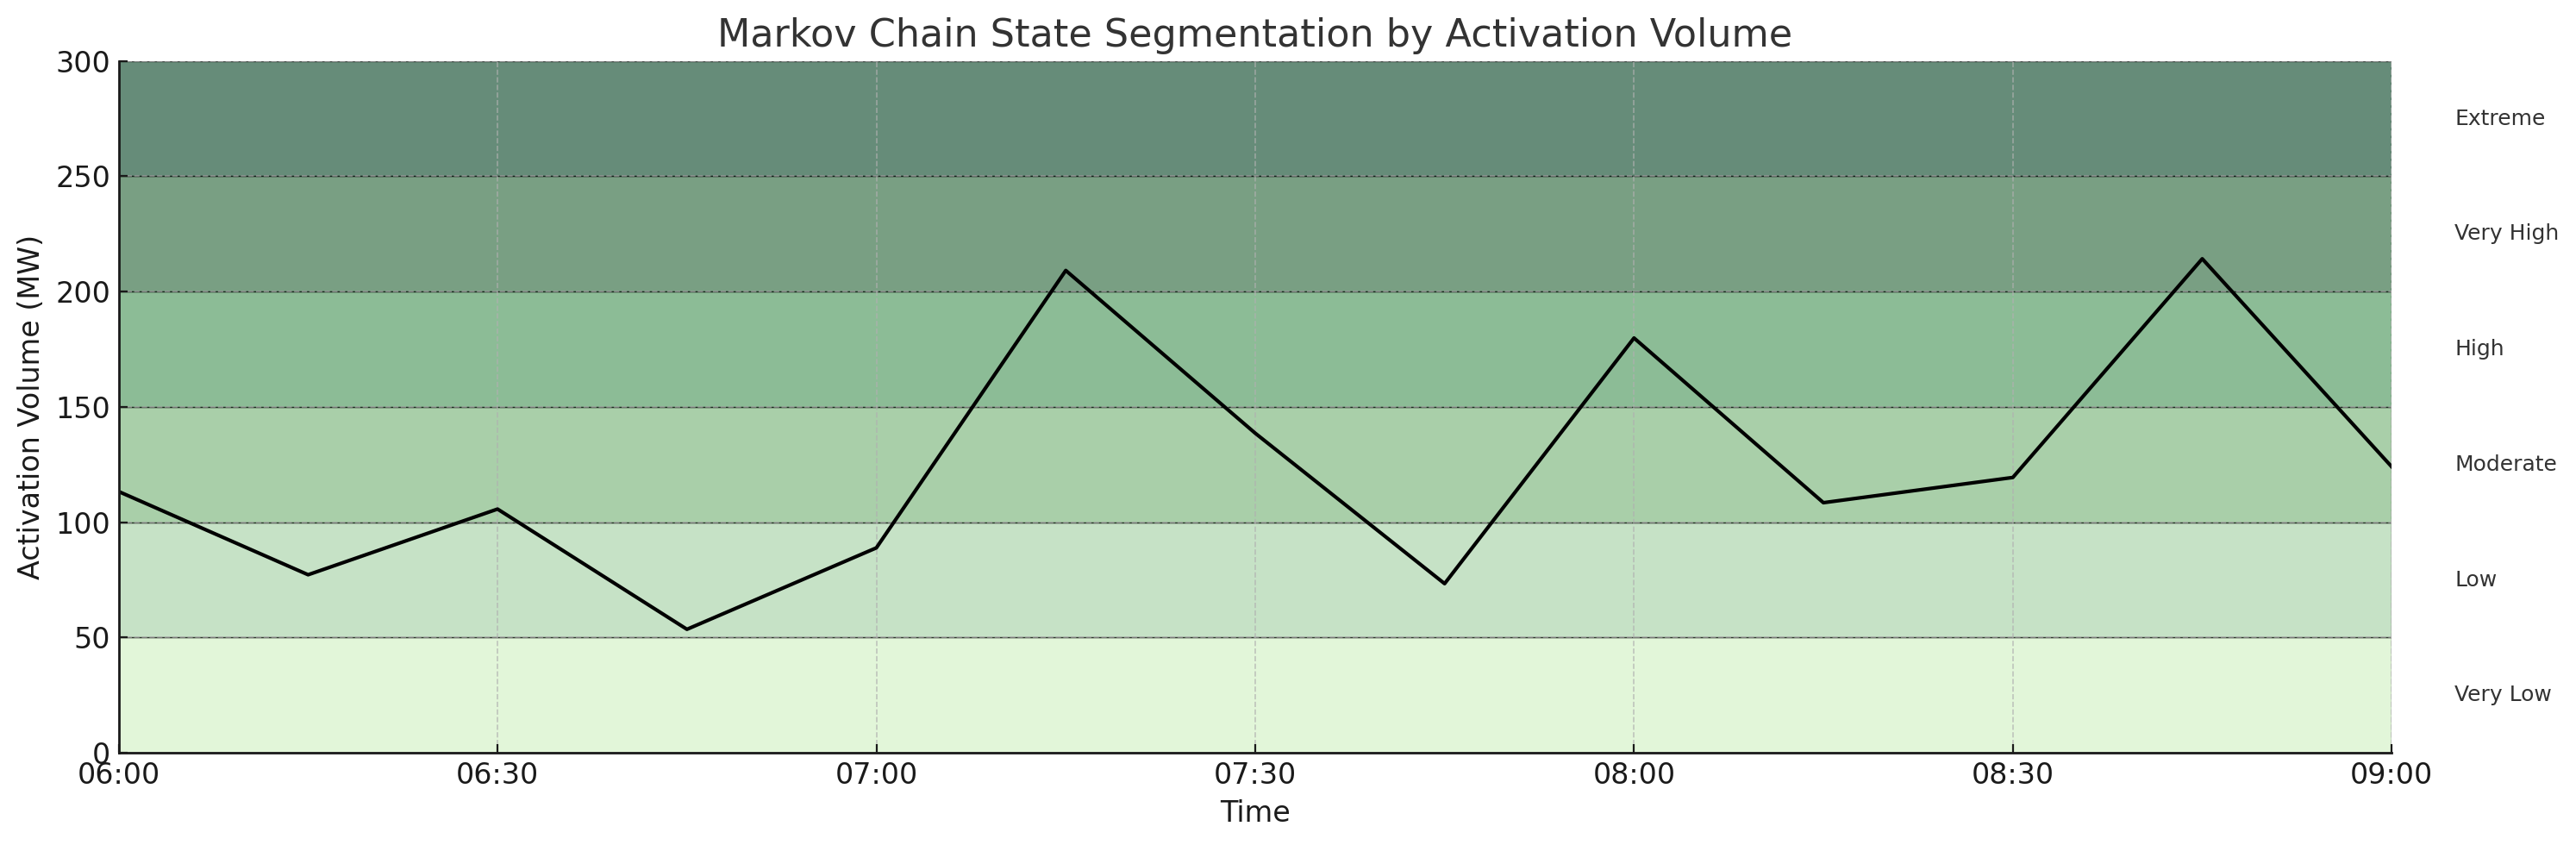 Markov Chain State Segmentation by Activation Volume
300
250
200
150
100
50
0
Activation Volume (MW)
Extreme
Very High
High
Moderate
Low
Very Low
06:00 06:30 07:00 07:30 08:00 08:30 09:00
Time